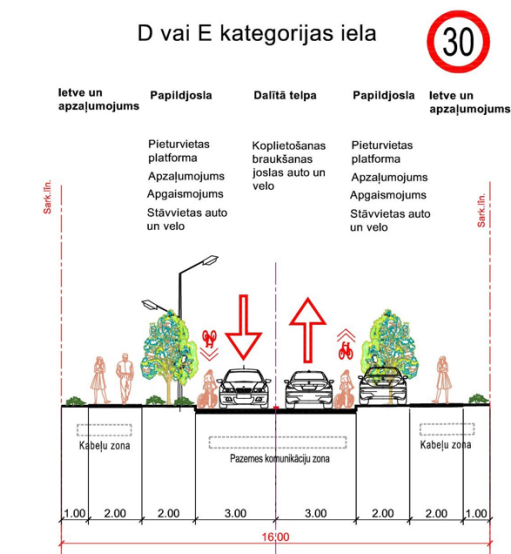 D vai E kategorijas iela
30
Ietve un
apzaļumojums
Papildjosla
Dalītā telpa
Papildjosla
Ietve un
apzaļumojums
Pieturvietas
platforma
Apzaļumojums
Apgaismojums
Stāvvietas auto
un velo
Koplietošanas
braukšanas
joslas auto un
velo
Pieturvietas
platforma
Apzaļumojums
Apgaismojums
Stāvvietas auto
un velo
Sark.līn.
Sark.līn.
Kabeļu zona
Pazemes komunikāciju zona
Kabeļu zona
1.00 2.00 2.00 3.00 3.00 2.00 2.00 1.00
16.00